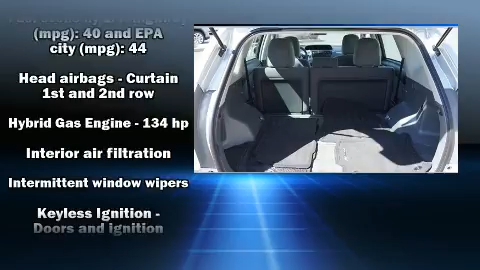 (mpg): 40 and EPA
city (mpg): 44
Head airbags - Curtain
1st and 2nd row
Hybrid Gas Engine - 134 hp
Interior air filtration
Intermittent window wipers
Keyless Ignition -
Doors and ignition